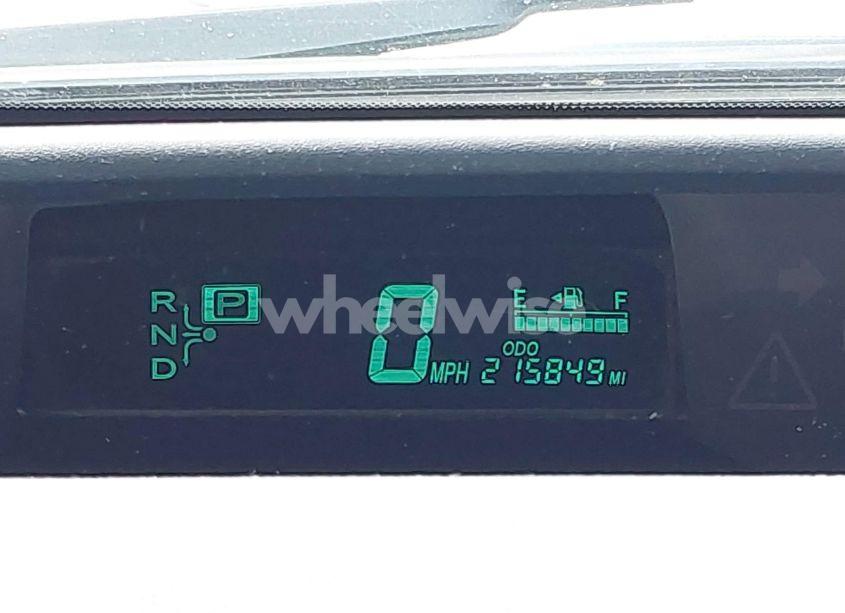 R P
N
D
wheelwise
0 MPH
E F
ODO
215849 MI